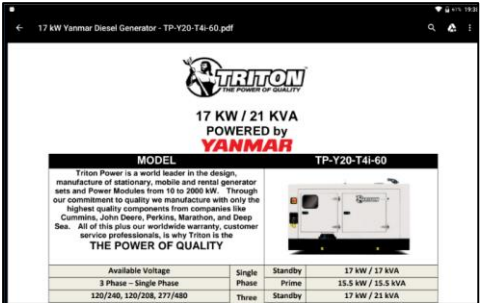 61% 19:31
17 kW Yanmar Diesel Generator - TP-Y20-T4i-60.pdf
TRITON
THE POWER OF QUALITY
17 KW / 21 KVA
POWERED by
YANMAR
MODEL TP-Y20-T4i-60
Triton Power is a world leader in the design,
manufacture of stationary, mobile and rental generator
sets and Power Modules from 10 to 2000 kW. Through
our commitment to quality we manufacture with only the
highest quality components from companies like
Cummins, John Deere, Perkins, Marathon, and Deep
Sea. All of this plus our worldwide warranty, customer
service professionals, is why Triton is the
THE POWER OF QUALITY
TRITON
Available Voltage Single Standby 17 kW / 17 kVA
3 Phase – Single Phase Phase Prime 15.5 kW / 15.5 kVA
120/240, 120/208, 277/480 Three Standby 17 kW / 21 kVA